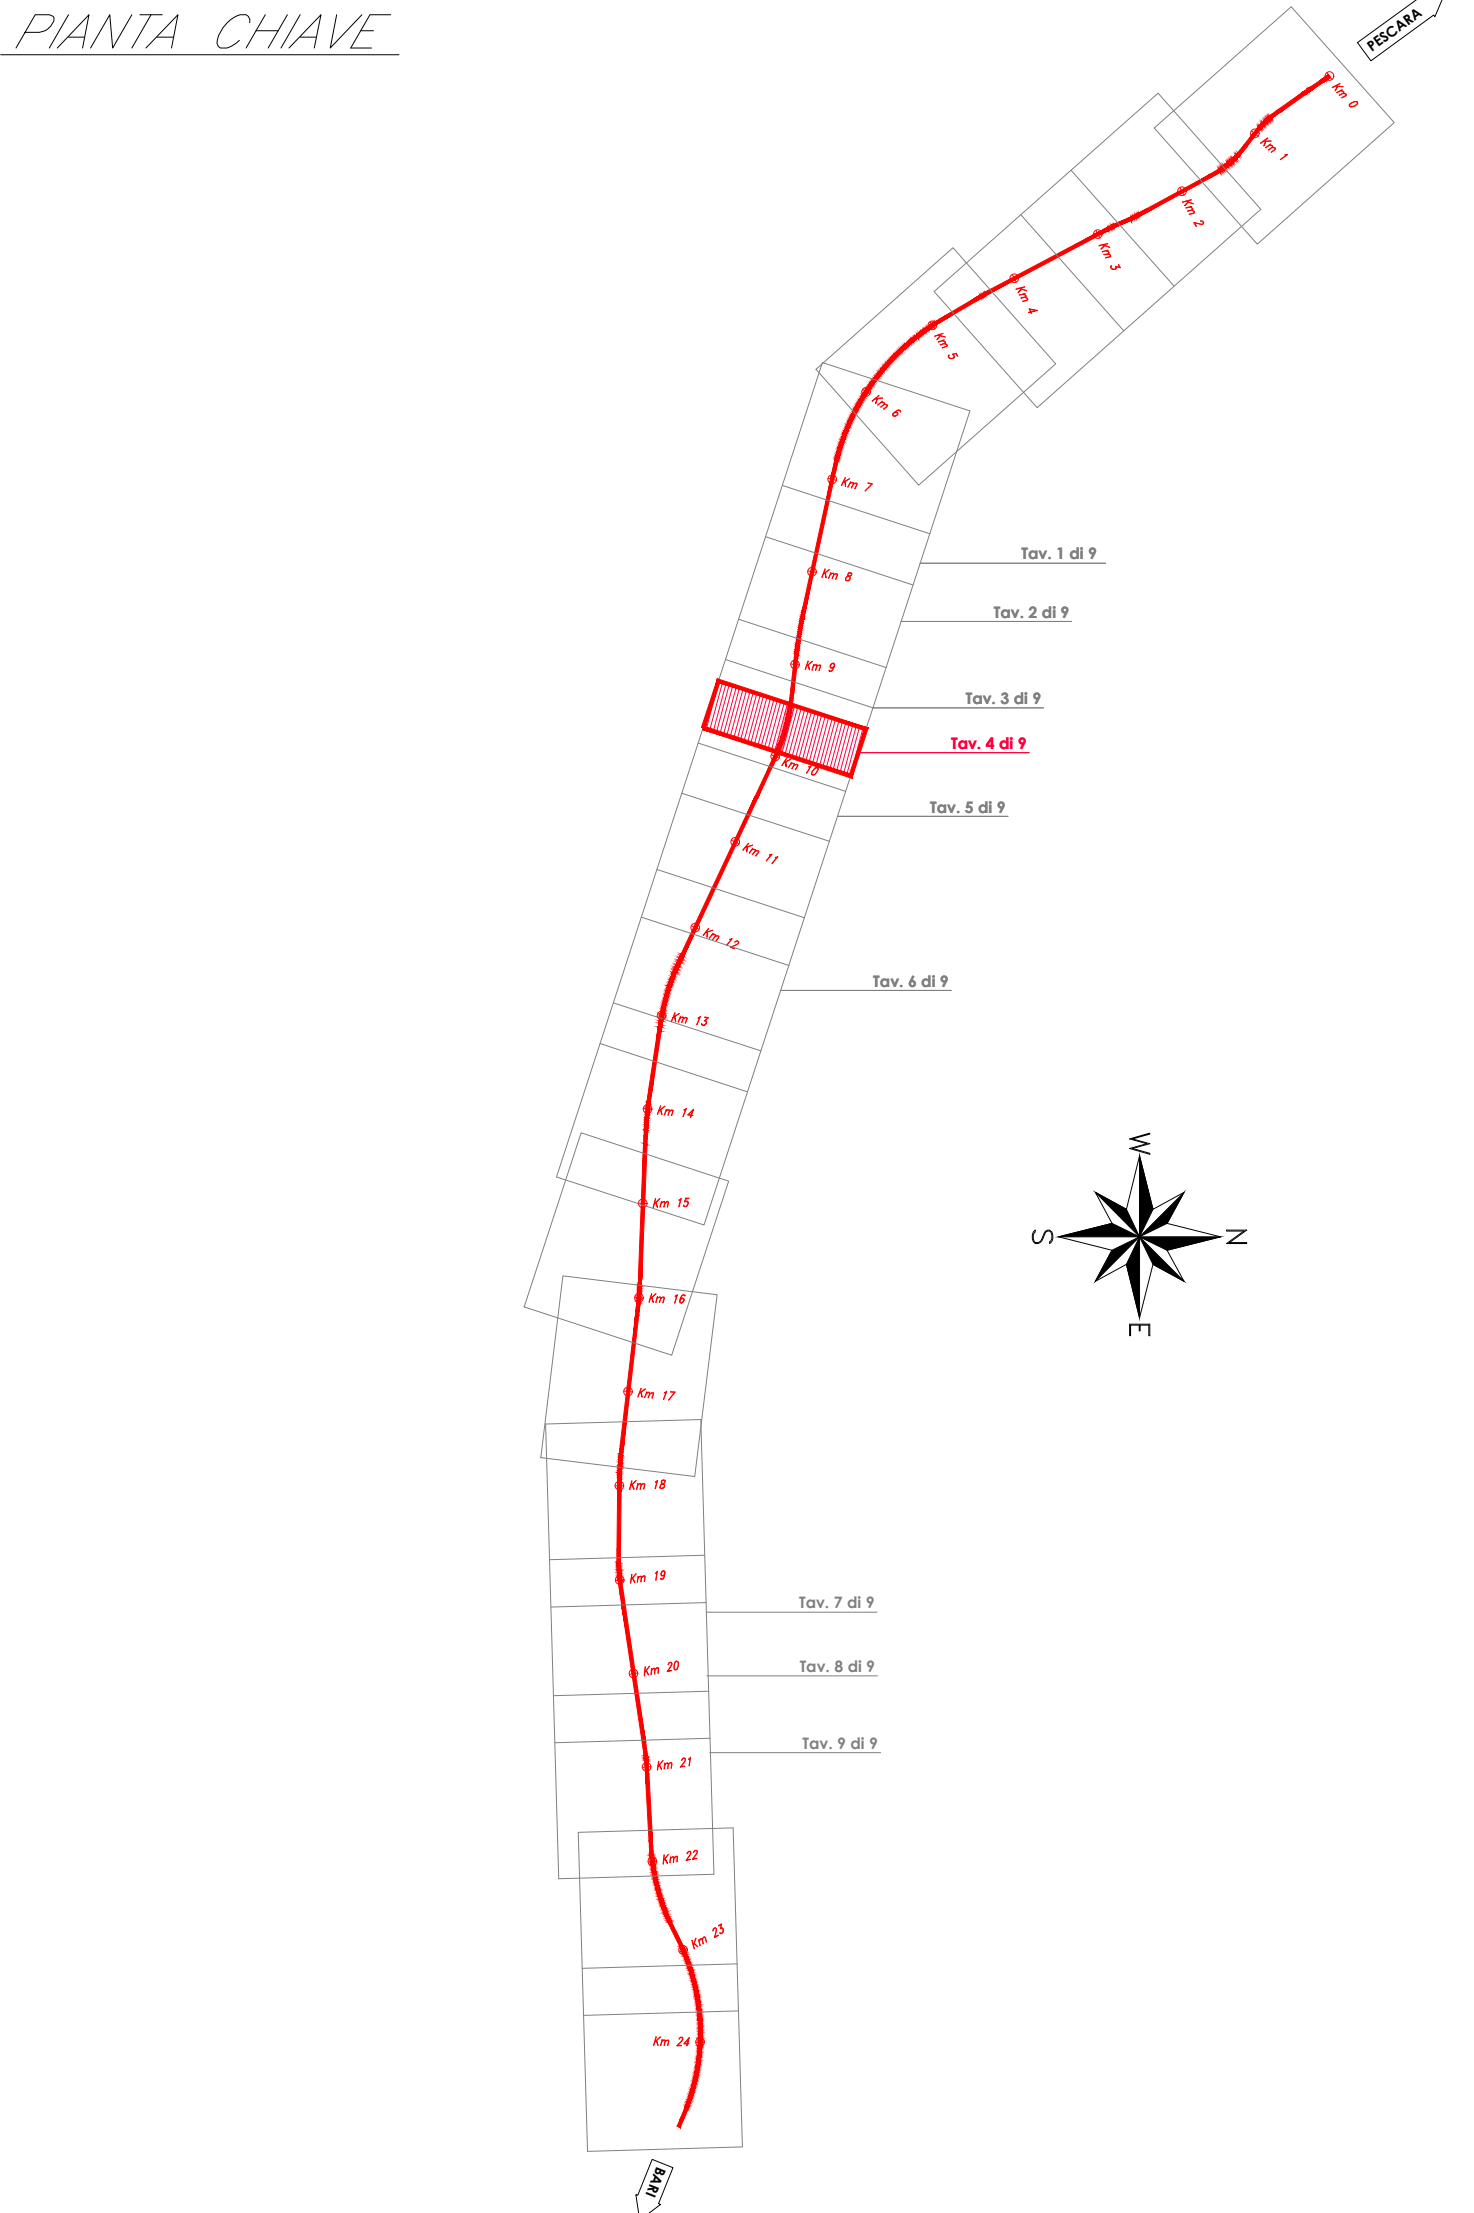 PIANTA CHIAVE
PESCARA
Km 0
Km 1
Km 2
Km 3
Km 4
Km 5
Km 6
Km 7
Tav. 1 di 9
Km 8
Tav. 2 di 9
Km 9
Tav. 3 di 9
Tav. 4 di 9
Km 10
Tav. 5 di 9
Km 11
Km 12
Tav. 6 di 9
Km 13
Km 14
W
S
N
E
Km 15
Km 16
Km 17
Km 18
Km 19
Tav. 7 di 9
Km 20
Tav. 8 di 9
Tav. 9 di 9
Km 21
Km 22
Km 23
Km 24
BARI